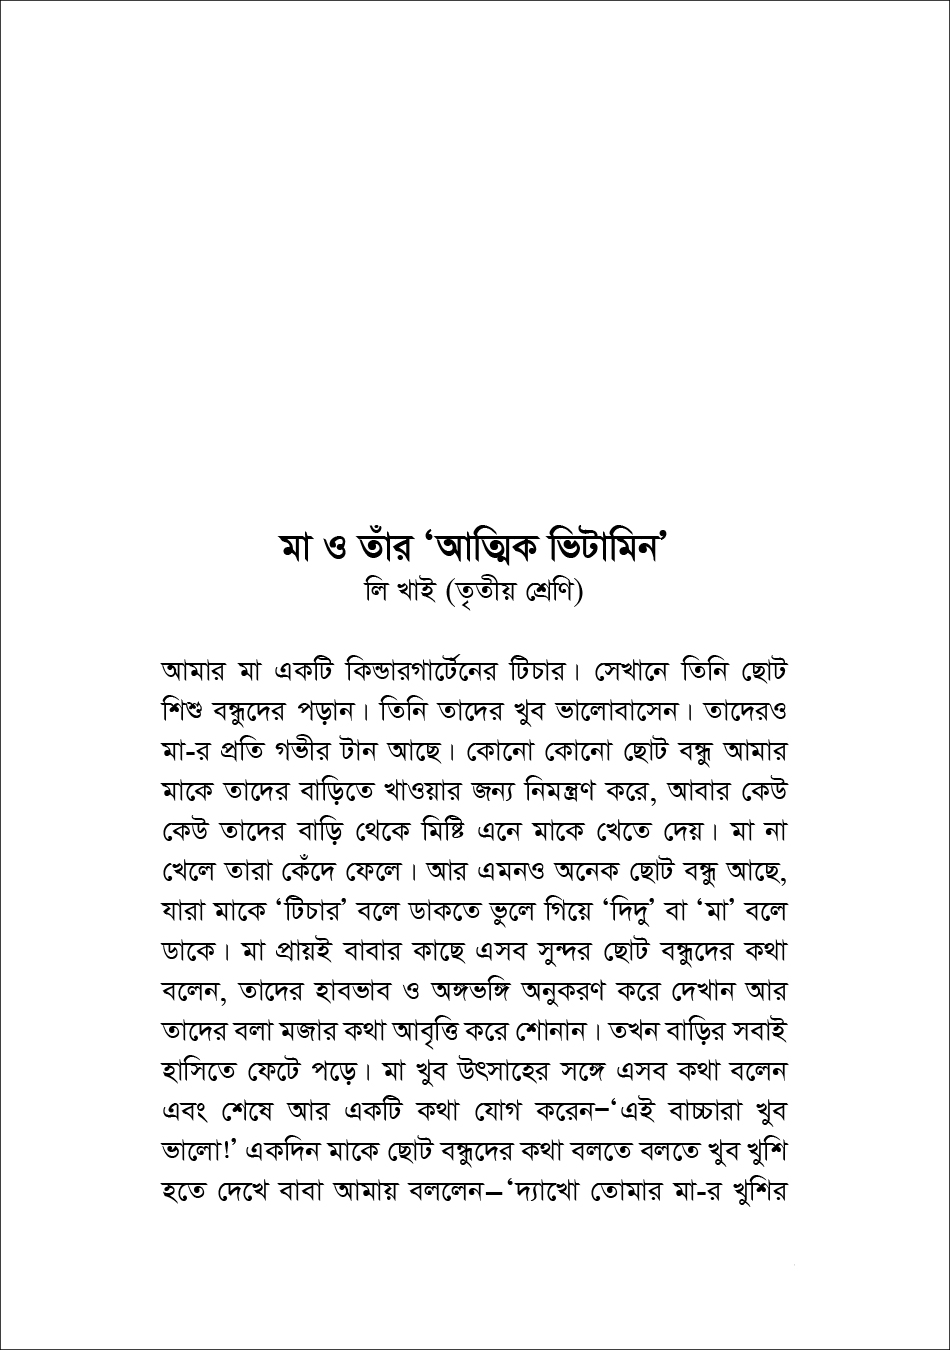 মা ও তাঁর ‘আত্মিক ভিটামিন’
লি খাই (তৃতীয় শ্রেণি)
আমার মা একটি কিন্ডারগার্টেনের টিচার। সেখানে তিনি ছোট
শিশু বন্ধুদের পড়ান। তিনি তাদের খুব ভালোবাসেন। তাদেরও
মা-র প্রতি গভীর টান আছে। কোনো কোনো ছোট বন্ধু আমার
মাকে তাদের বাড়িতে খাওয়ার জন্য নিমন্ত্রণ করে, আবার কেউ
কেউ তাদের বাড়ি থেকে মিষ্টি এনে মাকে খেতে দেয়। মা না
খেলে তারা কেঁদে ফেলে। আর এমনও অনেক ছোট বন্ধু আছে,
যারা মাকে ‘টিচার’ বলে ডাকতে ভুলে গিয়ে ‘দিদু’ বা ‘মা’ বলে
ডাকে। মা প্রায়ই বাবার কাছে এসব সুন্দর ছোট বন্ধুদের কথা
বলেন, তাদের হাবভাব ও অঙ্গভঙ্গি অনুকরণ করে দেখান আর
তাদের বলা মজার কথা আবৃত্তি করে শোনান। তখন বাড়ির সবাই
হাসিতে ফেটে পড়ে। মা খুব উৎসাহের সঙ্গে এসব কথা বলেন
এবং শেষে আর একটি কথা যোগ করেন–‘এই বাচ্চারা খুব
ভালো!’ একদিন মাকে ছোট বন্ধুদের কথা বলতে বলতে খুব খুশি
হতে দেখে বাবা আমায় বললেন–‘দ্যাখো তোমার মা-র খুশির